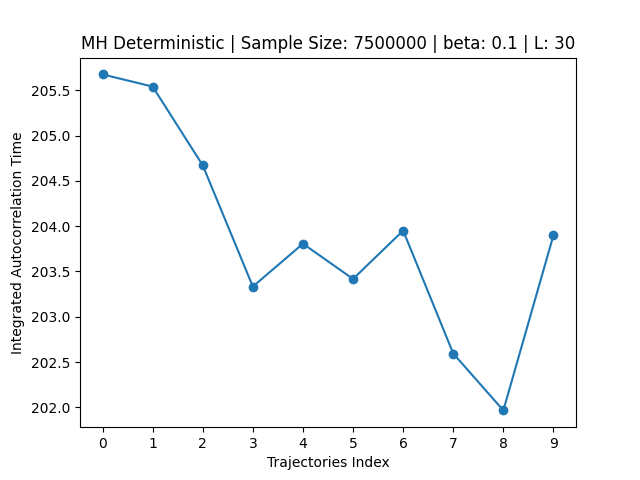 MH Deterministic | Sample Size: 7500000 | beta: 0.1 | L: 30
Integrated Autocorrelation Time
205.5
205.0
204.5
204.0
203.5
203.0
202.5
202.0
0 1 2 3 4 5 6 7 8 9
Trajectories Index